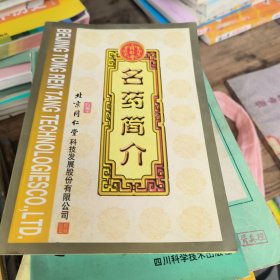 BEIJING TONG REN TANG TECHNOLOGIESCO.,LTD.
北京同仁堂
科技发展股份有限公司
名药简介
四川科学技术出版社